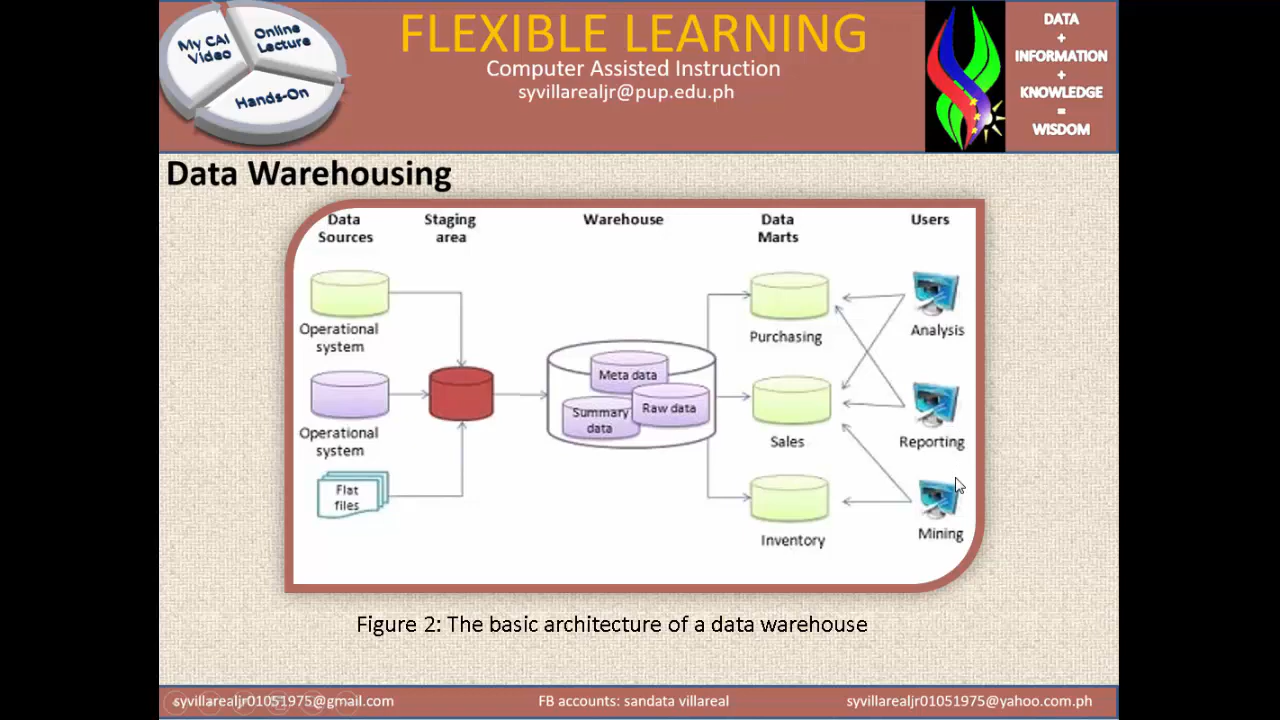 My CAI
Video
Online
Lecture
Hands-On
FLEXIBLE LEARNING
Computer Assisted Instruction
syvillarealjr@pup.edu.ph
DATA
+
INFORMATION
+
KNOWLEDGE
=
WISDOM
Data Warehousing
Data
Sources
Staging
area
Warehouse
Data
Marts
Users
Operational
system
Operational
system
Flat
files
Meta data
Summary
data
Raw data
Purchasing
Sales
Inventory
Analysis
Reporting
Mining
Figure 2: The basic architecture of a data warehouse
syvillarealjr01051975@gmail.com
FB accounts: sandata villareal
syvillarealjr01051975@yahoo.com.ph